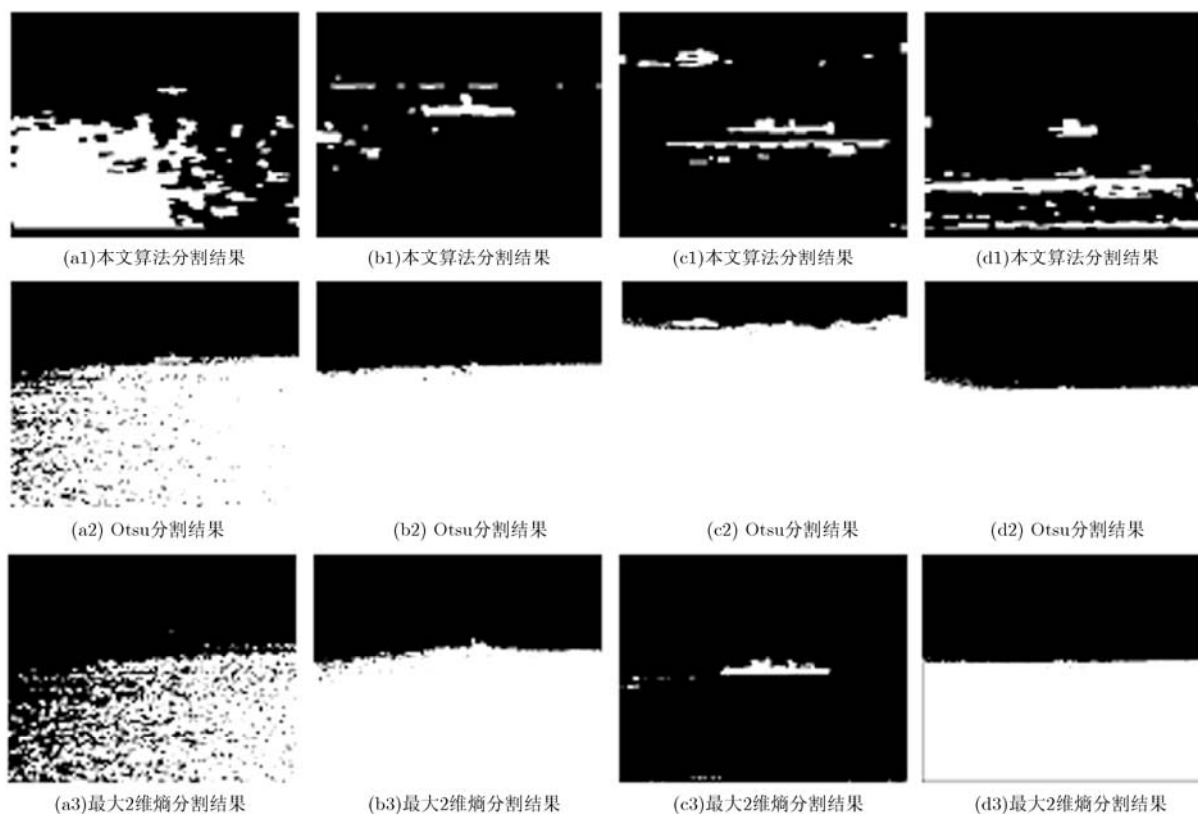 (a1)本文算法分割结果
(b1)本文算法分割结果
(c1)本文算法分割结果
(d1)本文算法分割结果
(a2) Otsu分割结果
(b2) Otsu分割结果
(c2) Otsu分割结果
(d2) Otsu分割结果
(a3)最大2维熵分割结果
(b3)最大2维熵分割结果
(c3)最大2维熵分割结果
(d3)最大2维熵分割结果